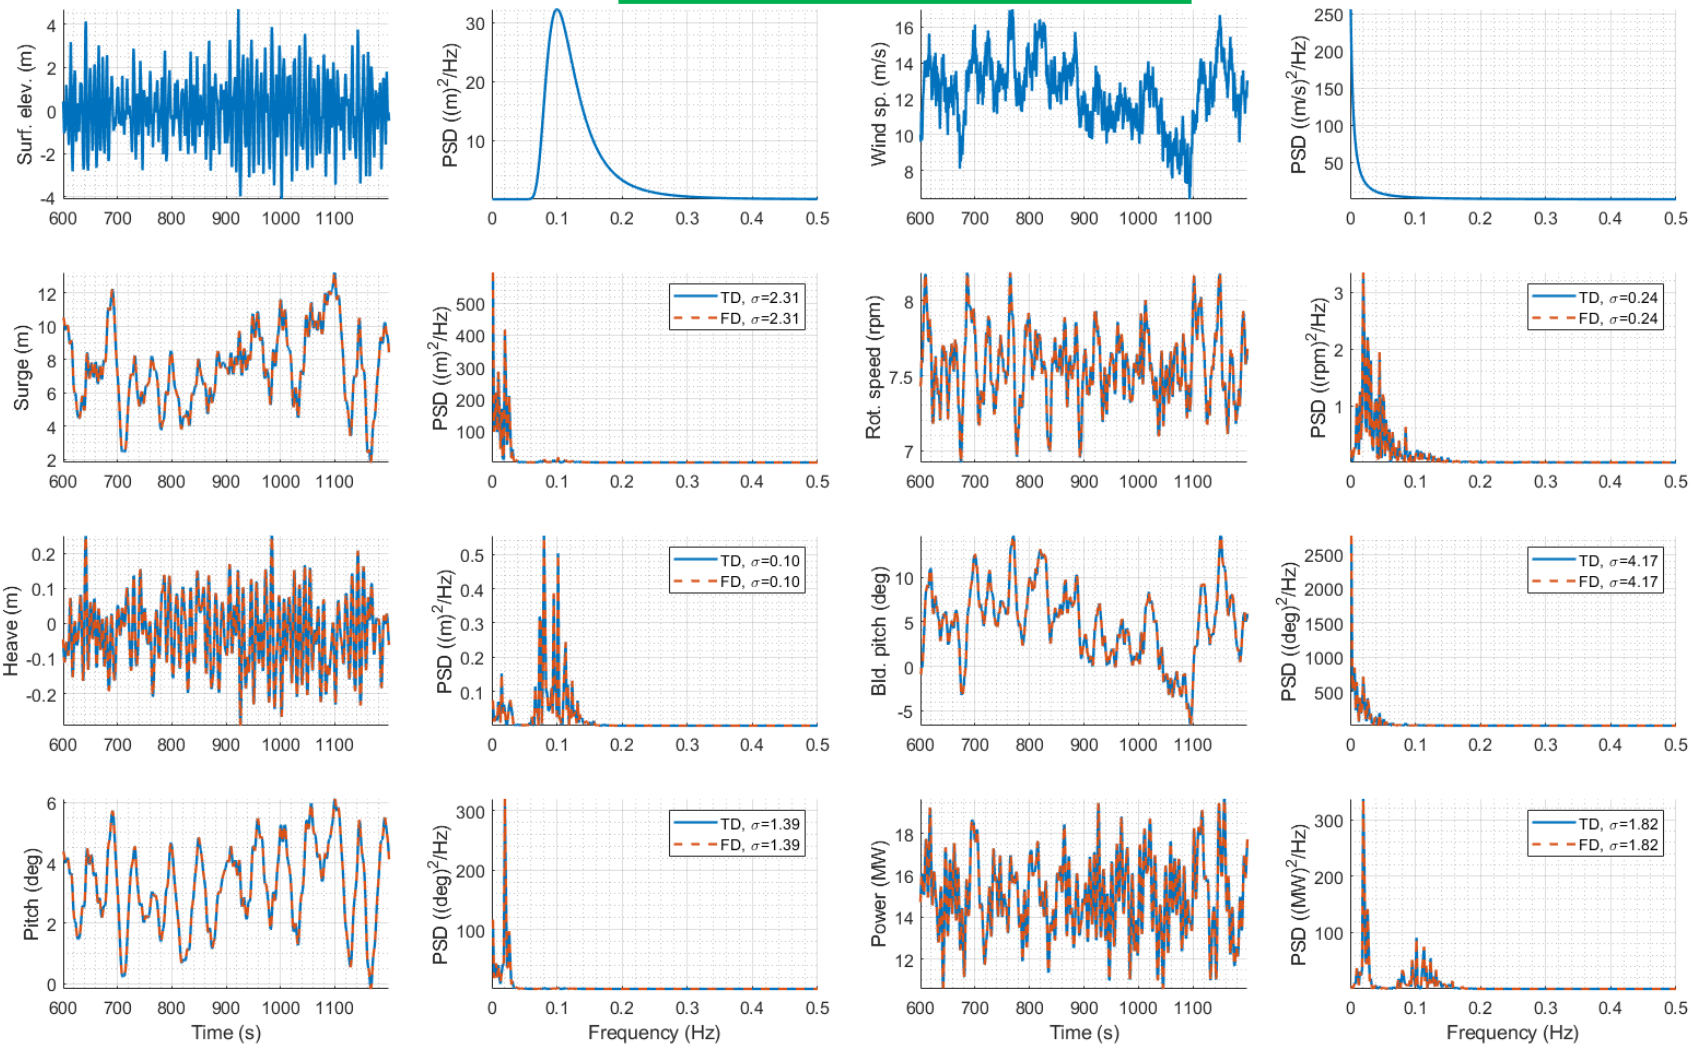 Surf. elev. (m)
4
2
0
-2
-4
600 700 800 900 1000 1100
PSD ((m)²/Hz)
30
20
10
0 0.1 0.2 0.3 0.4 0.5
Wind sp. (m/s)
16
14
12
10
8
600 700 800 900 1000 1100
PSD ((m/s)²/Hz)
250
200
150
100
50
0 0.1 0.2 0.3 0.4 0.5
Surge (m)
12
10
8
6
4
2
600 700 800 900 1000 1100
PSD ((m)²/Hz)
500
400
300
200
100
TD, σ=2.31
FD, σ=2.31
0 0.1 0.2 0.3 0.4 0.5
Rot. speed (rpm)
8
7.5
7
600 700 800 900 1000 1100
PSD ((rpm)²/Hz)
3
2
1
TD, σ=0.24
FD, σ=0.24
0 0.1 0.2 0.3 0.4 0.5
Heave (m)
0.2
0.1
0
-0.1
-0.2
600 700 800 900 1000 1100
PSD ((m)²/Hz)
0.5
0.4
0.3
0.2
0.1
TD, σ=0.10
FD, σ=0.10
0 0.1 0.2 0.3 0.4 0.5
Bld. pitch (deg)
10
5
0
-5
600 700 800 900 1000 1100
PSD ((deg)²/Hz)
2500
2000
1500
1000
500
TD, σ=4.17
FD, σ=4.17
0 0.1 0.2 0.3 0.4 0.5
Pitch (deg)
6
4
2
0
600 700 800 900 1000 1100
Time (s)
PSD ((deg)²/Hz)
300
200
100
TD, σ=1.39
FD, σ=1.39
0 0.1 0.2 0.3 0.4 0.5
Frequency (Hz)
Power (MW)
18
16
14
12
600 700 800 900 1000 1100
Time (s)
PSD ((MW)²/Hz)
300
200
100
TD, σ=1.82
FD, σ=1.82
0 0.1 0.2 0.3 0.4 0.5
Frequency (Hz)